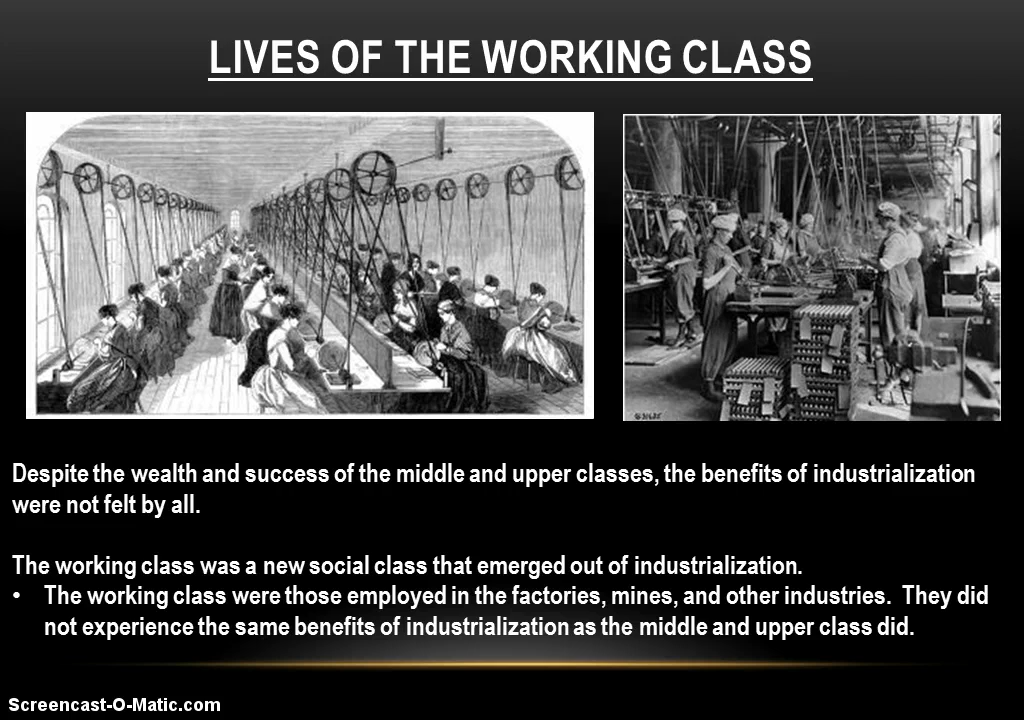 LIVES OF THE WORKING CLASS
Despite the wealth and success of the middle and upper classes, the benefits of industrialization
were not felt by all.
The working class was a new social class that emerged out of industrialization.
• The working class were those employed in the factories, mines, and other industries.  They did
not experience the same benefits of industrialization as the middle and upper class did.
Screencast-O-Matic.com